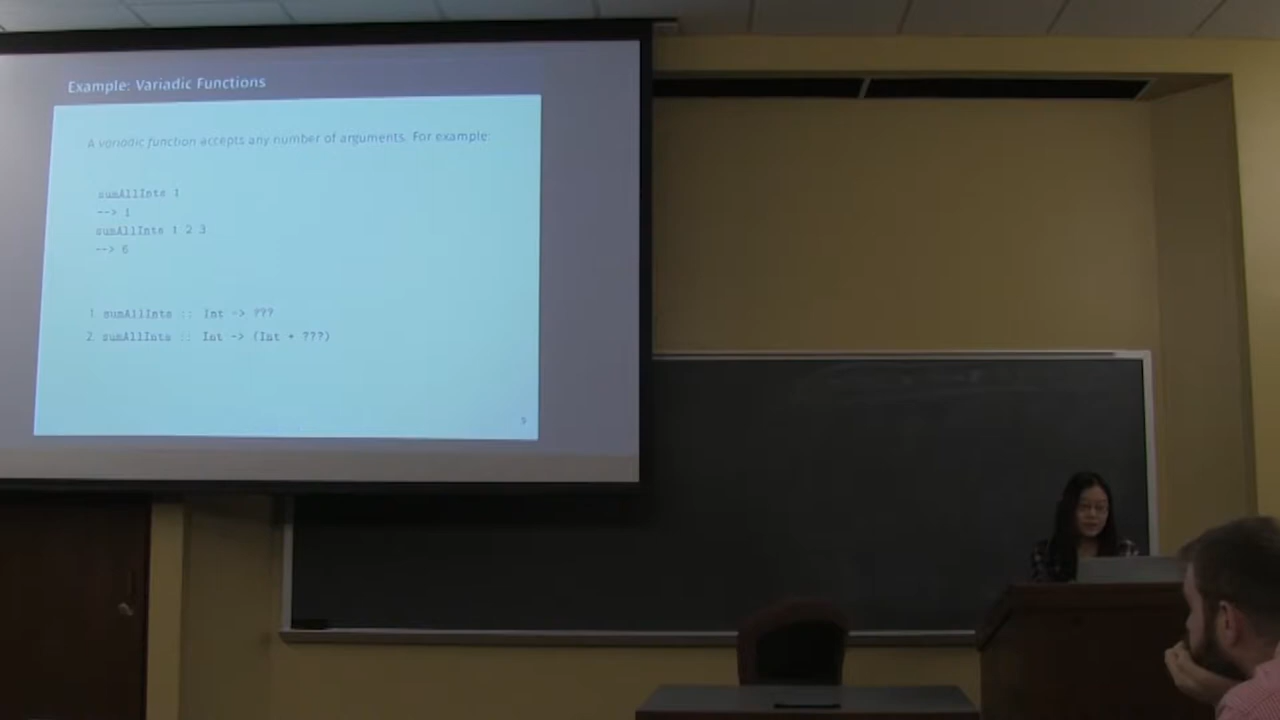 Example: Variadic Functions
A variadic function accepts any number of arguments. For example:
sumAllInts 1
--> 1
sumAllInts 1 2 3
--> 6
1. sumAllInts :: Int -> ???
2. sumAllInts :: Int -> (Int + ???)